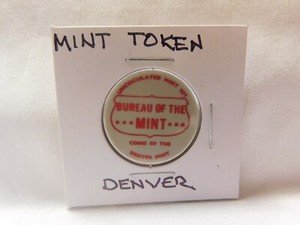 MINT TOKEN
UNCIRCULATED MINT SET
BUREAU OF THE
MINT
COINS OF THE
DENVER MINT
DENVER